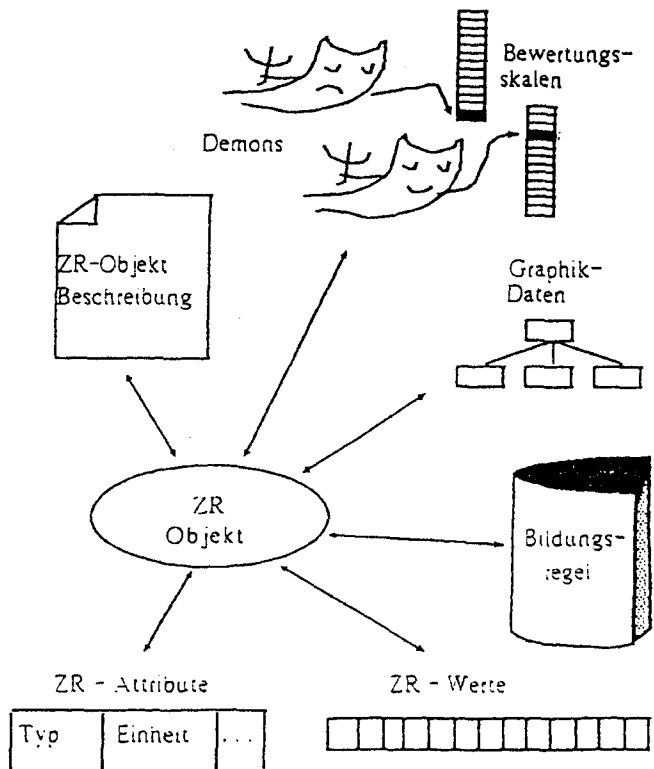 Bewertungs-
skalen
Demons
ZR-Objekt
Beschreibung
Graphik-
Daten
ZR
Objekt
Bildungs-
regel
ZR - Attribute
ZR - Werte
Typ
Einheit
...